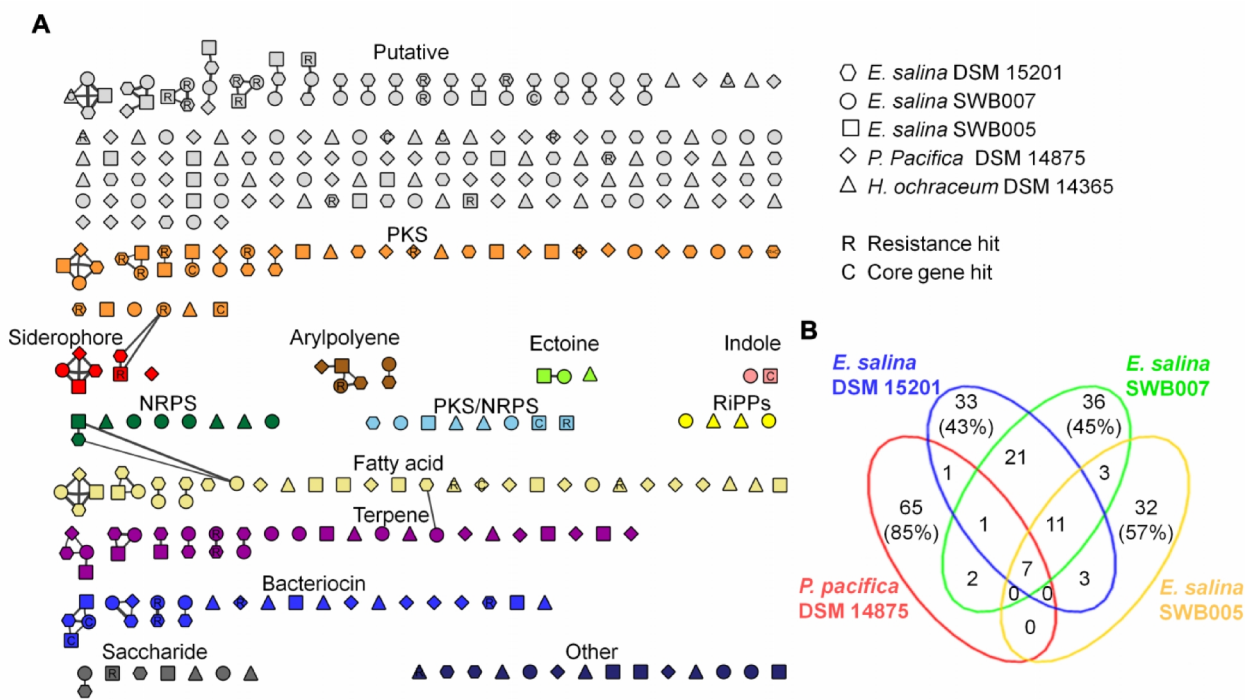 A
Putative
E. salina DSM 15201
E. salina SWB007
E. salina SWB005
P. Pacifica DSM 14875
H. ochraceum DSM 14365
R Resistance hit
C Core gene hit
PKS
Siderophore
Arylpolyene
Ectoine
Indole
NRPS
PKS/NRPS
RiPPs
Fatty acid
Terpene
Bacteriocin
Saccharide
Other
B
E. salina
DSM 15201
E. salina
SWB007
33
(43%)
36
(45%)
1
21
3
65
(85%)
32
(57%)
1
11
7
2
3
0
0
0
P. pacifica
DSM 14875
E. salina
SWB005